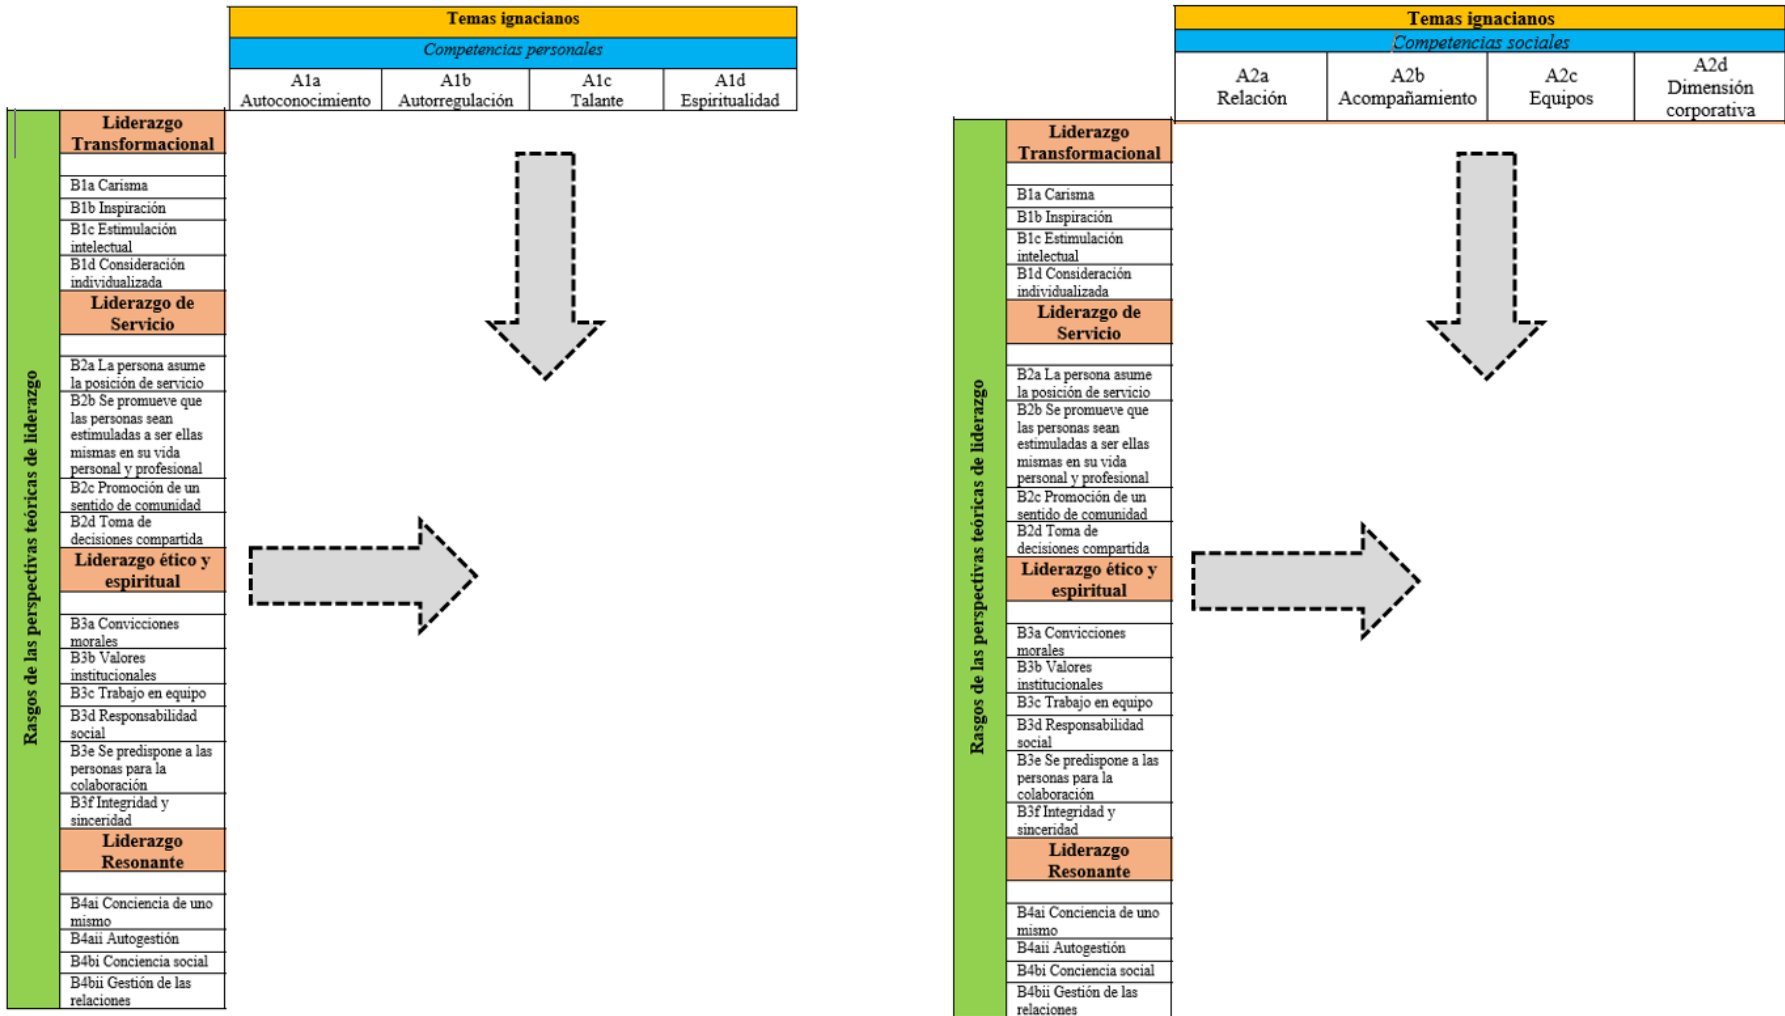 Temas ignacianos
Competencias personales
A1a
Autoconocimiento
A1b
Autorregulación
A1c
Talante
A1d
Espiritualidad
Rasgos de las perspectivas teóricas de liderazgo
Liderazgo
Transformacional
B1a Carisma
B1b Inspiración
B1c Estimulación
intelectual
B1d Consideración
individualizada
Liderazgo de
Servicio
B2a La persona asume
la posición de servicio
B2b Se promueve que
las personas sean
estimuladas a ser ellas
mismas en su vida
personal y profesional
B2c Promoción de un
sentido de comunidad
B2d Toma de
decisiones compartida
Liderazgo ético y
espiritual
B3a Convicciones
morales
B3b Valores
institucionales
B3c Trabajo en equipo
B3d Responsabilidad
social
B3e Se predispone a las
personas para la
colaboración
B3f Integridad y
sinceridad
Liderazgo
Resonante
B4ai Conciencia de uno
mismo
B4aii Autogestión
B4bi Conciencia social
B4bii Gestión de las
relaciones
Temas ignacianos
Competencias sociales
A2a
Relación
A2b
Acompañamiento
A2c
Equipos
A2d
Dimensión
corporativa
Rasgos de las perspectivas teóricas de liderazgo
Liderazgo
Transformacional
B1a Carisma
B1b Inspiración
B1c Estimulación
intelectual
B1d Consideración
individualizada
Liderazgo de
Servicio
B2a La persona asume
la posición de servicio
B2b Se promueve que
las personas sean
estimuladas a ser ellas
mismas en su vida
personal y profesional
B2c Promoción de un
sentido de comunidad
B2d Toma de
decisiones compartida
Liderazgo ético y
espiritual
B3a Convicciones
morales
B3b Valores
institucionales
B3c Trabajo en equipo
B3d Responsabilidad
social
B3e Se predispone a las
personas para la
colaboración
B3f Integridad y
sinceridad
Liderazgo
Resonante
B4ai Conciencia de uno
mismo
B4aii Autogestión
B4bi Conciencia social
B4bii Gestión de las
relaciones